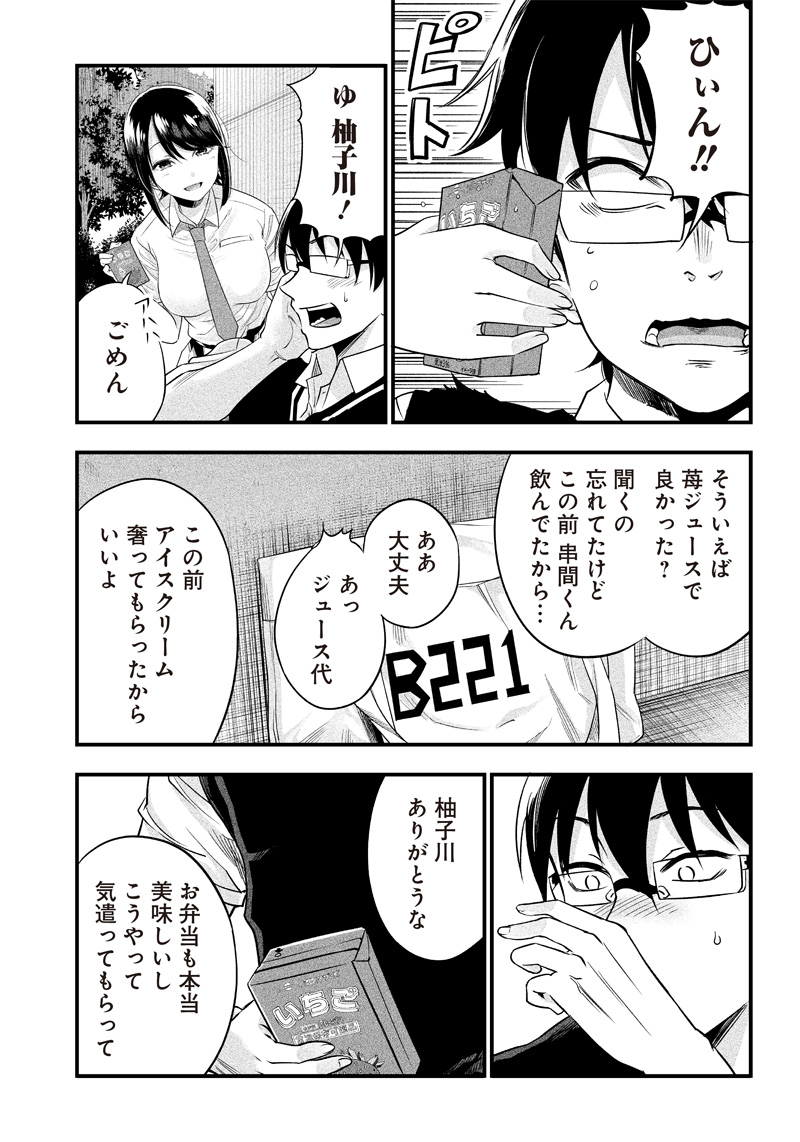 ひぃん!!
ピト
いちご
ゆ 柚子川!
ごめん
そういえば
苺ジュースで
良かった?
聞くの
忘れてたけど
この前 串間くん
飲んでたから…
ああ
大丈夫
あっ
ジュース代
B221
この前
アイスクリーム
奢ってもらったから
いいよ
柚子川
ありがとうな
いちご
お弁当も本当
美味しいし
こうやって
気遣ってもらって